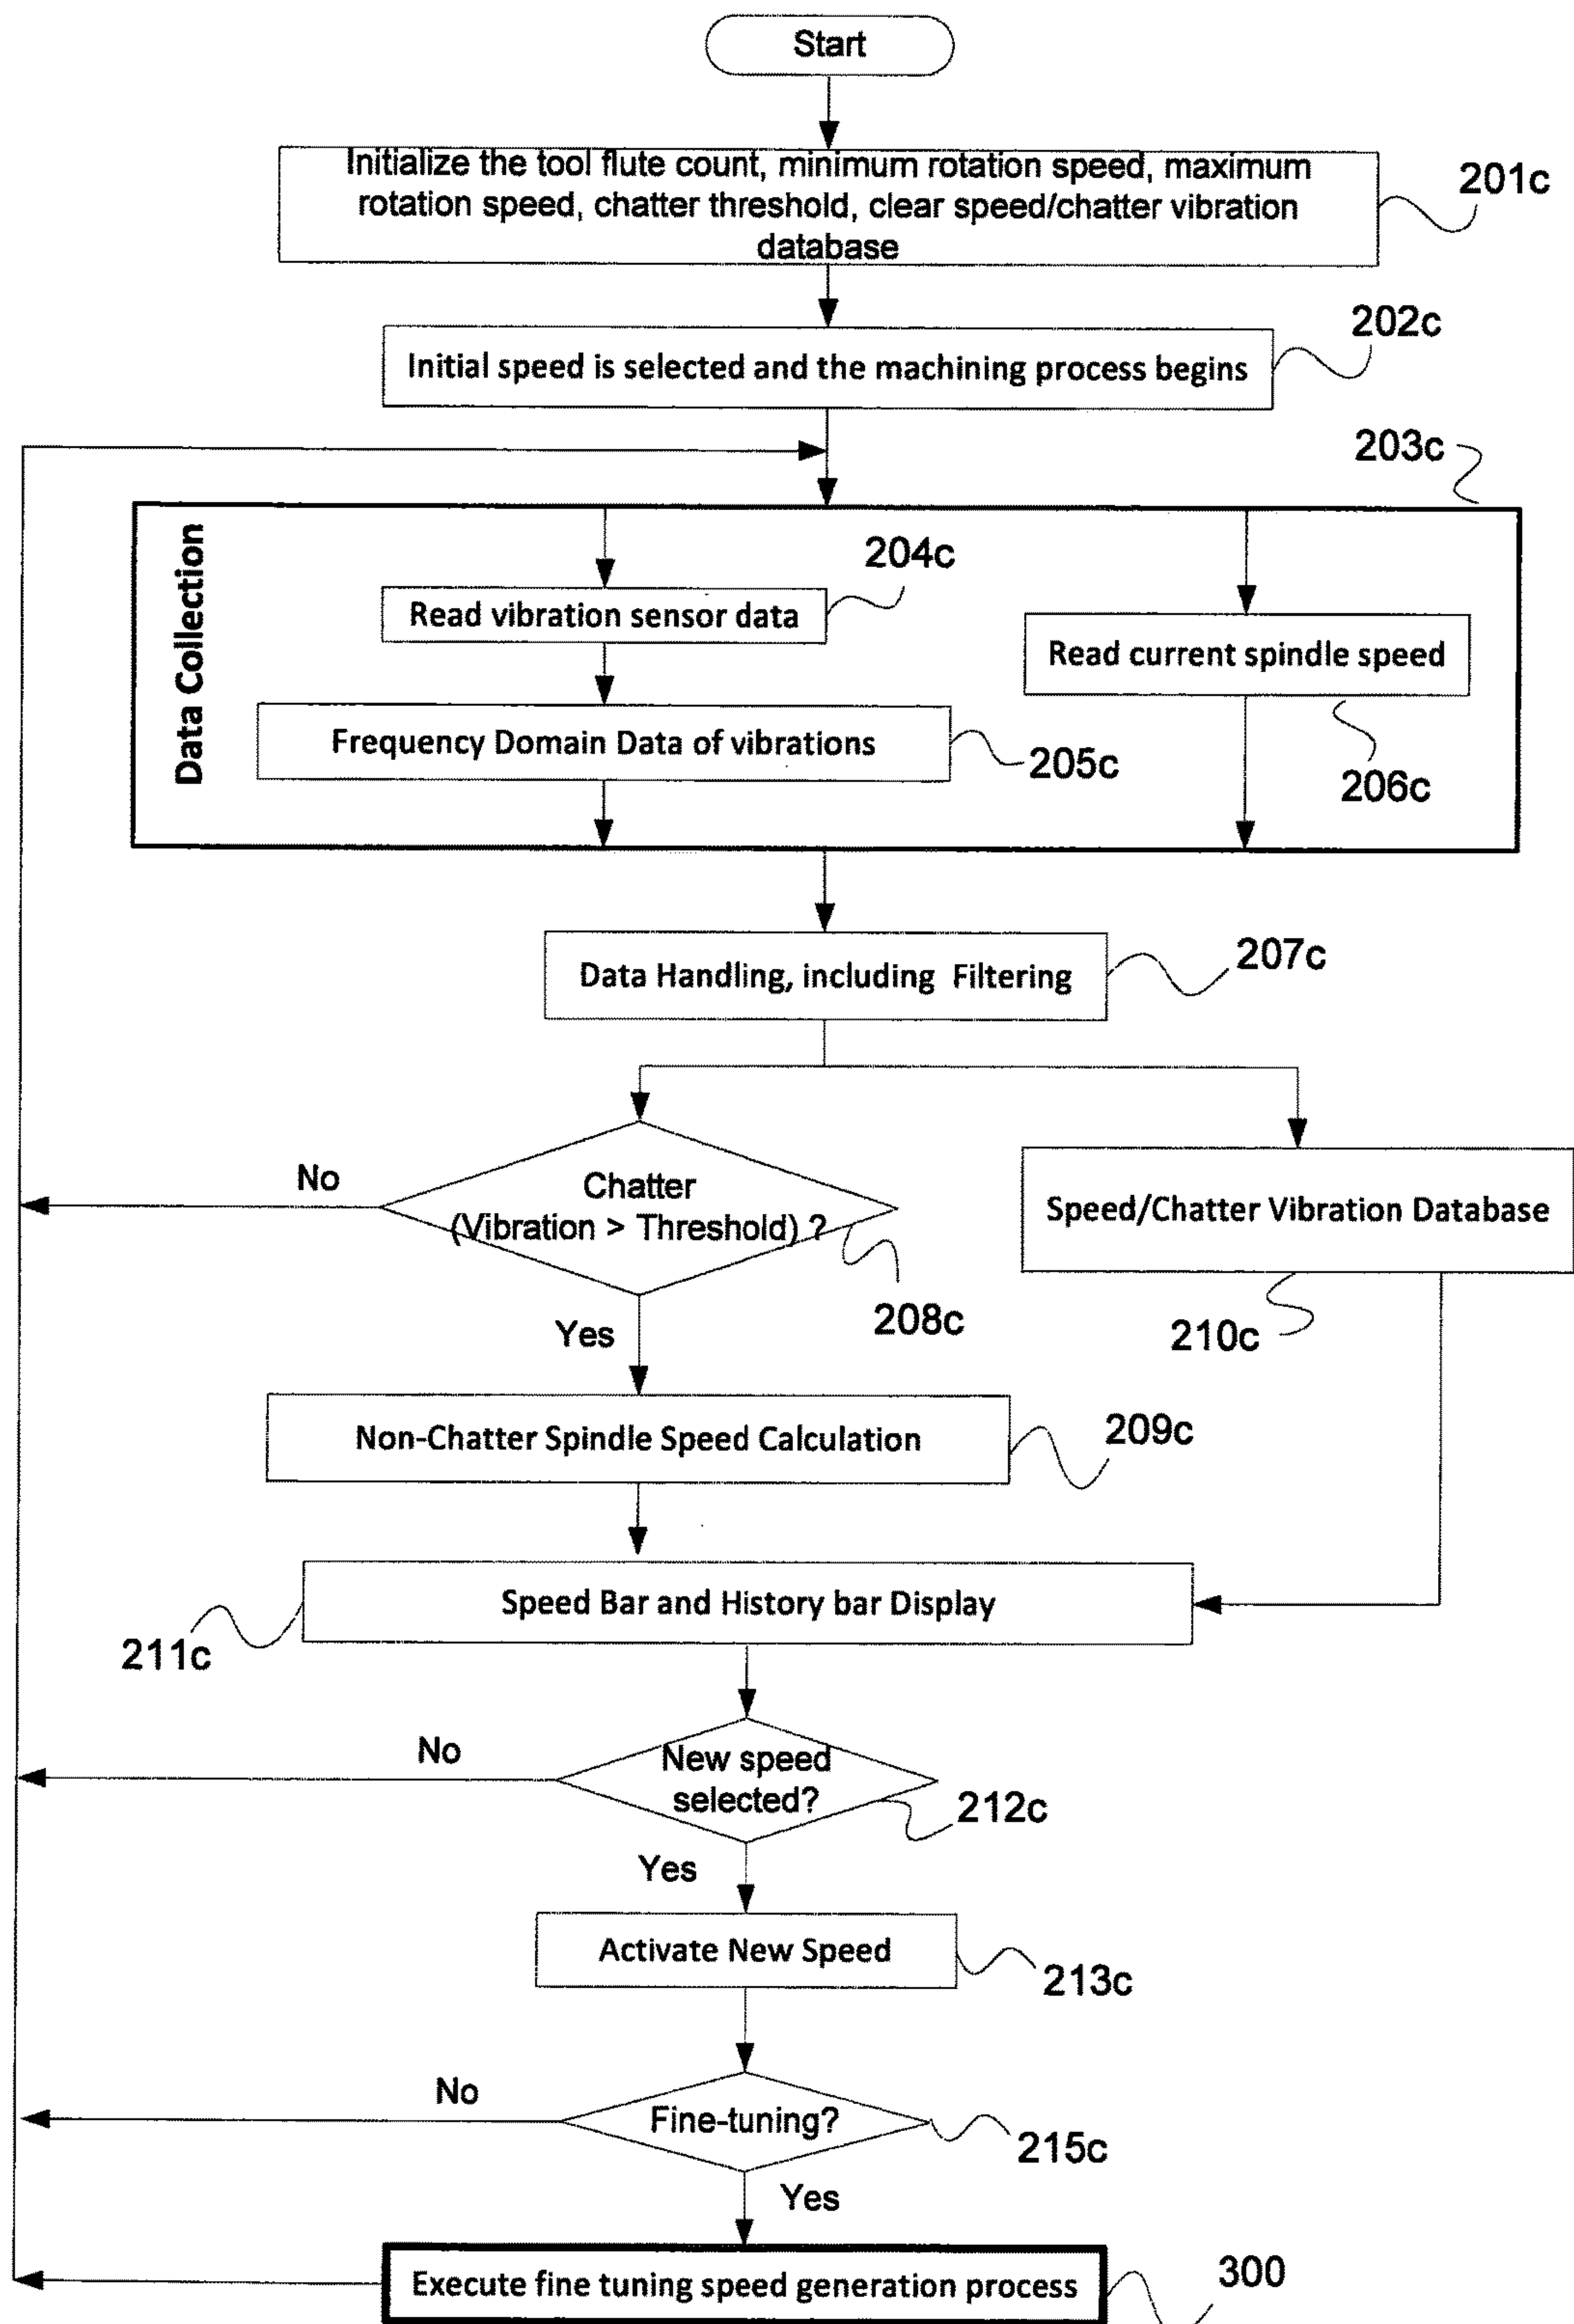 Start
Initialize the tool flute count, minimum rotation speed, maximum
rotation speed, chatter threshold, clear speed/chatter vibration
database
201c
202c
Initial speed is selected and the machining process begins
203c
Data Collection
204c
Read vibration sensor data
Read current spindle speed
Frequency Domain Data of vibrations
205c
206c
Data Handling, including Filtering
207c
No
Chatter
(Vibration > Threshold) ?
Speed/Chatter Vibration Database
208c
210c
Yes
Non-Chatter Spindle Speed Calculation
209c
Speed Bar and History bar Display
211c
No
New speed
selected?
212c
Yes
Activate New Speed
213c
No
Fine-tuning?
215c
Yes
Execute fine tuning speed generation process
300